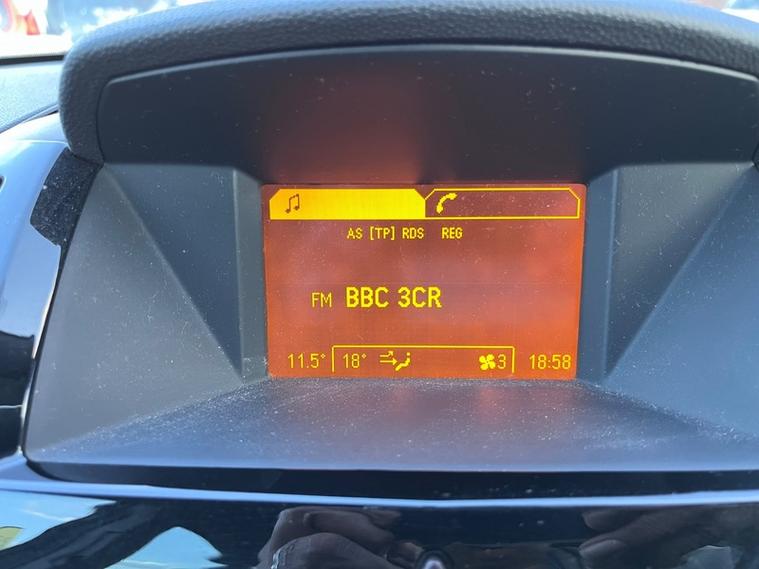 AS [TP] RDS REG
FM BBC 3CR
11.5° 18° 3 18:58